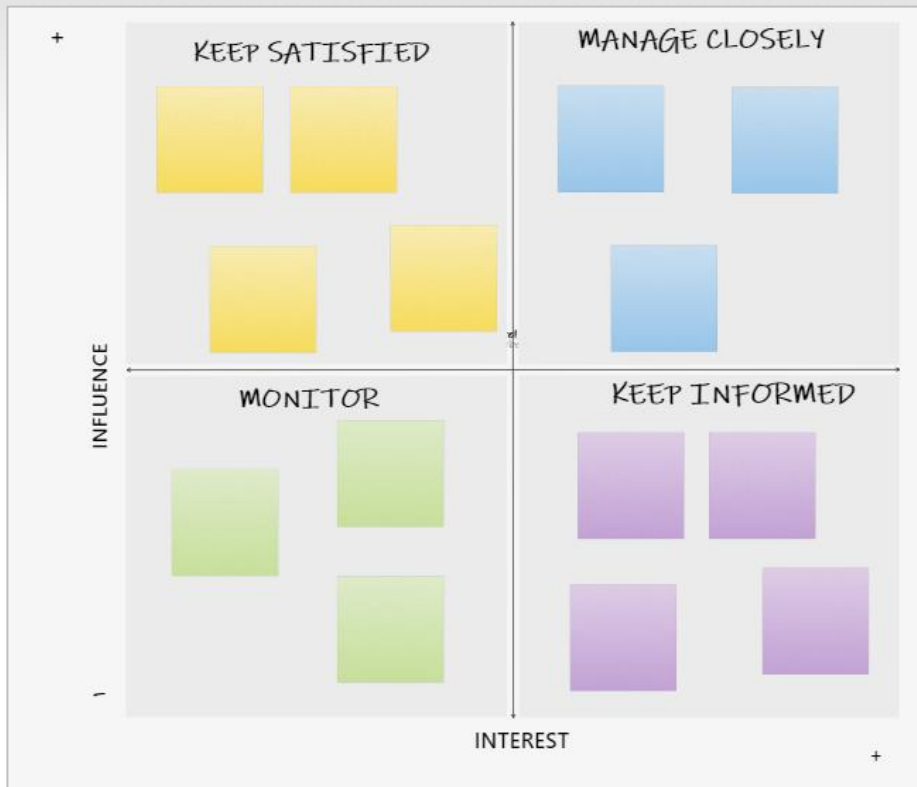 +
KEEP SATISFIED
MANAGE CLOSELY
INFLUENCE
MONITOR
KEEP INFORMED
-
INTEREST
+